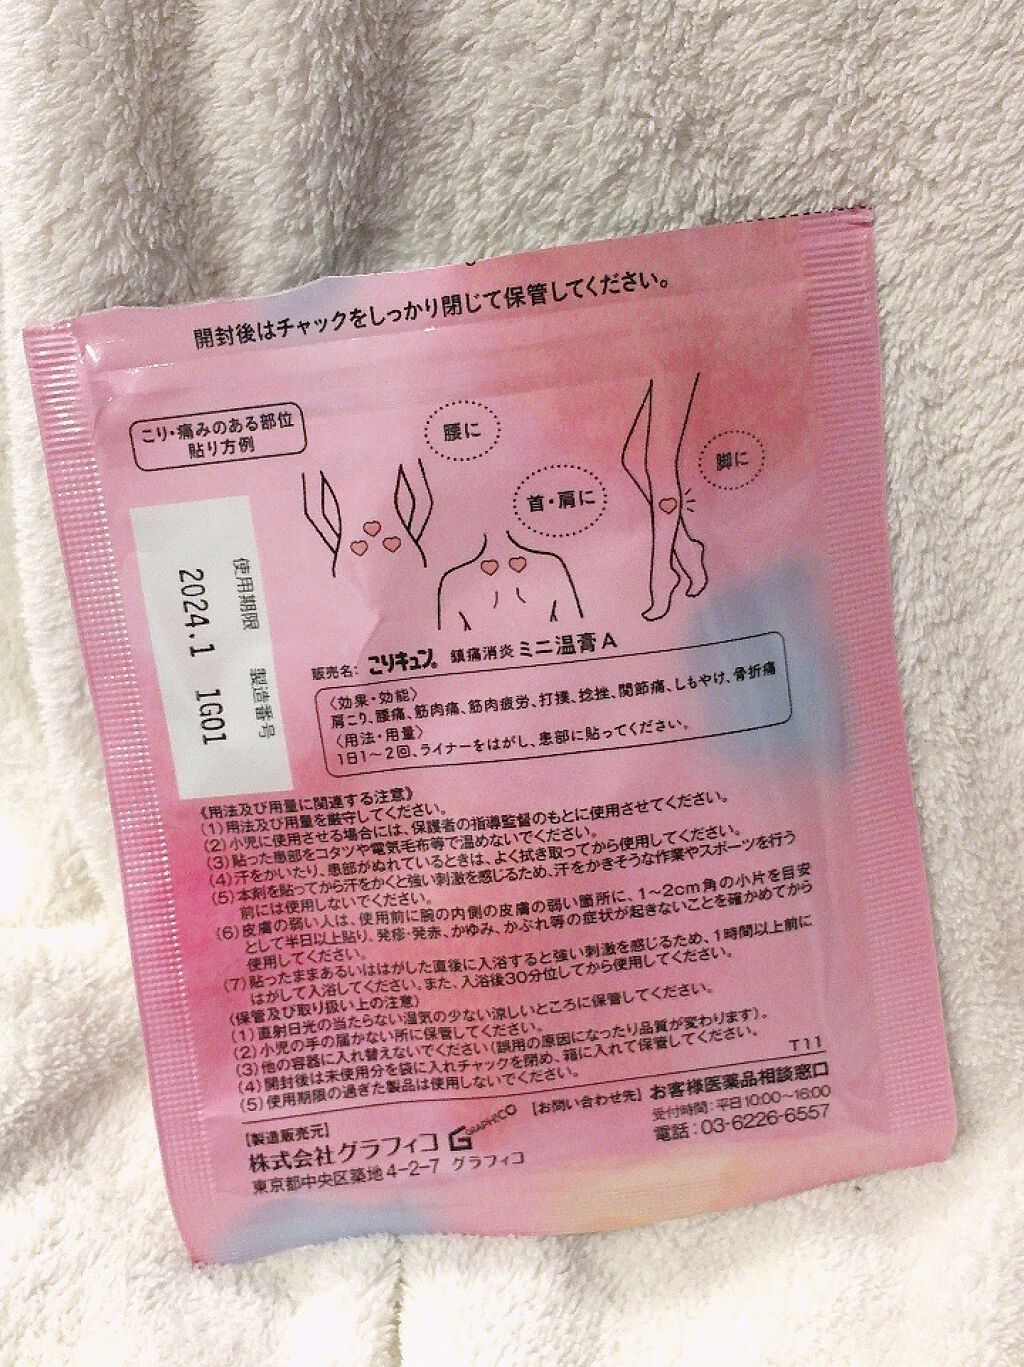 開封後はチャックをしっかり閉じて保管してください。
こり・痛みのある部位
貼り方例
腰に
首・肩に
脚に
使用期限 製造番号
2024.1 1G01
販売名: こりキュン。 鎮痛消炎ミニ温膏A
〈効果・効能〉
肩こり、腰痛、筋肉痛、筋肉疲労、打撲、捻挫、関節痛、しもやけ、骨折痛
〈用法・用量〉
1日1～2回、ライナーをはがし、患部に貼ってください。
《用法及び用量に関連する注意》
(1)用法及び用量を厳守してください。
(2)小児に使用させる場合には、保護者の指導監督のもとに使用させてください。
(3)貼った患部をコタツや電気毛布等で温めないでください。
(4)汗をかいたり、患部がぬれているときは、よく拭き取ってから使用してください。
(5)本剤を貼ってから汗をかくと強い刺激を感じるため、汗をかきそうな作業やスポーツを行う
前には使用しないでください。
(6)皮膚の弱い人は、使用前に腕の内側の皮膚の弱い箇所に、1～2cm角の小片を目安
として半日以上貼り、発疹・発赤、かゆみ、かぶれ等の症状が起きないことを確かめてから
使用してください。
(7)貼ったままあるいははがした直後に入浴すると強い刺激を感じるため、1時間以上前に
はがして入浴してください。また、入浴後30分位してから使用してください。
(保管及び取り扱い上の注意)
(1)直射日光の当たらない湿気の少ない涼しいところに保管してください。
(2)小児の手の届かない所に保管してください。
(3)他の容器に入れ替えないでください(誤用の原因になったり品質が変わります)。
(4)開封後は未使用分を袋に入れチャックを閉め、箱に入れて保管してください。
(5)使用期限の過ぎた製品は使用しないでください。
T11
【製造販売元】
株式会社グラフィコ
GRAPHICO
東京都中央区築地4-2-7 グラフィコ
【お問い合わせ先】 お客様医薬品相談窓口
受付時間:平日10:00～16:00
電話:03-6226-6557